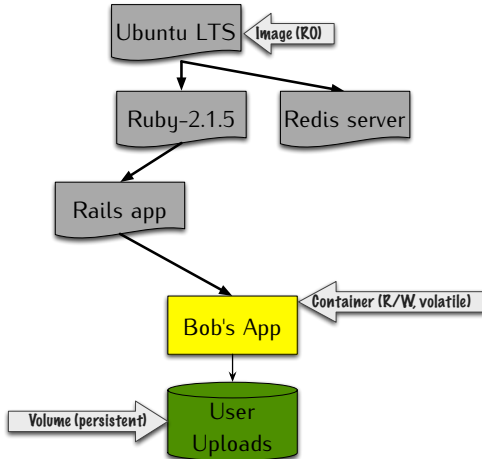 Ubuntu LTS
Image (RO)
Ruby-2.1.5
Redis server
Rails app
Container (R/W, volatile)
Bob's App
Volume (persistent)
User
Uploads